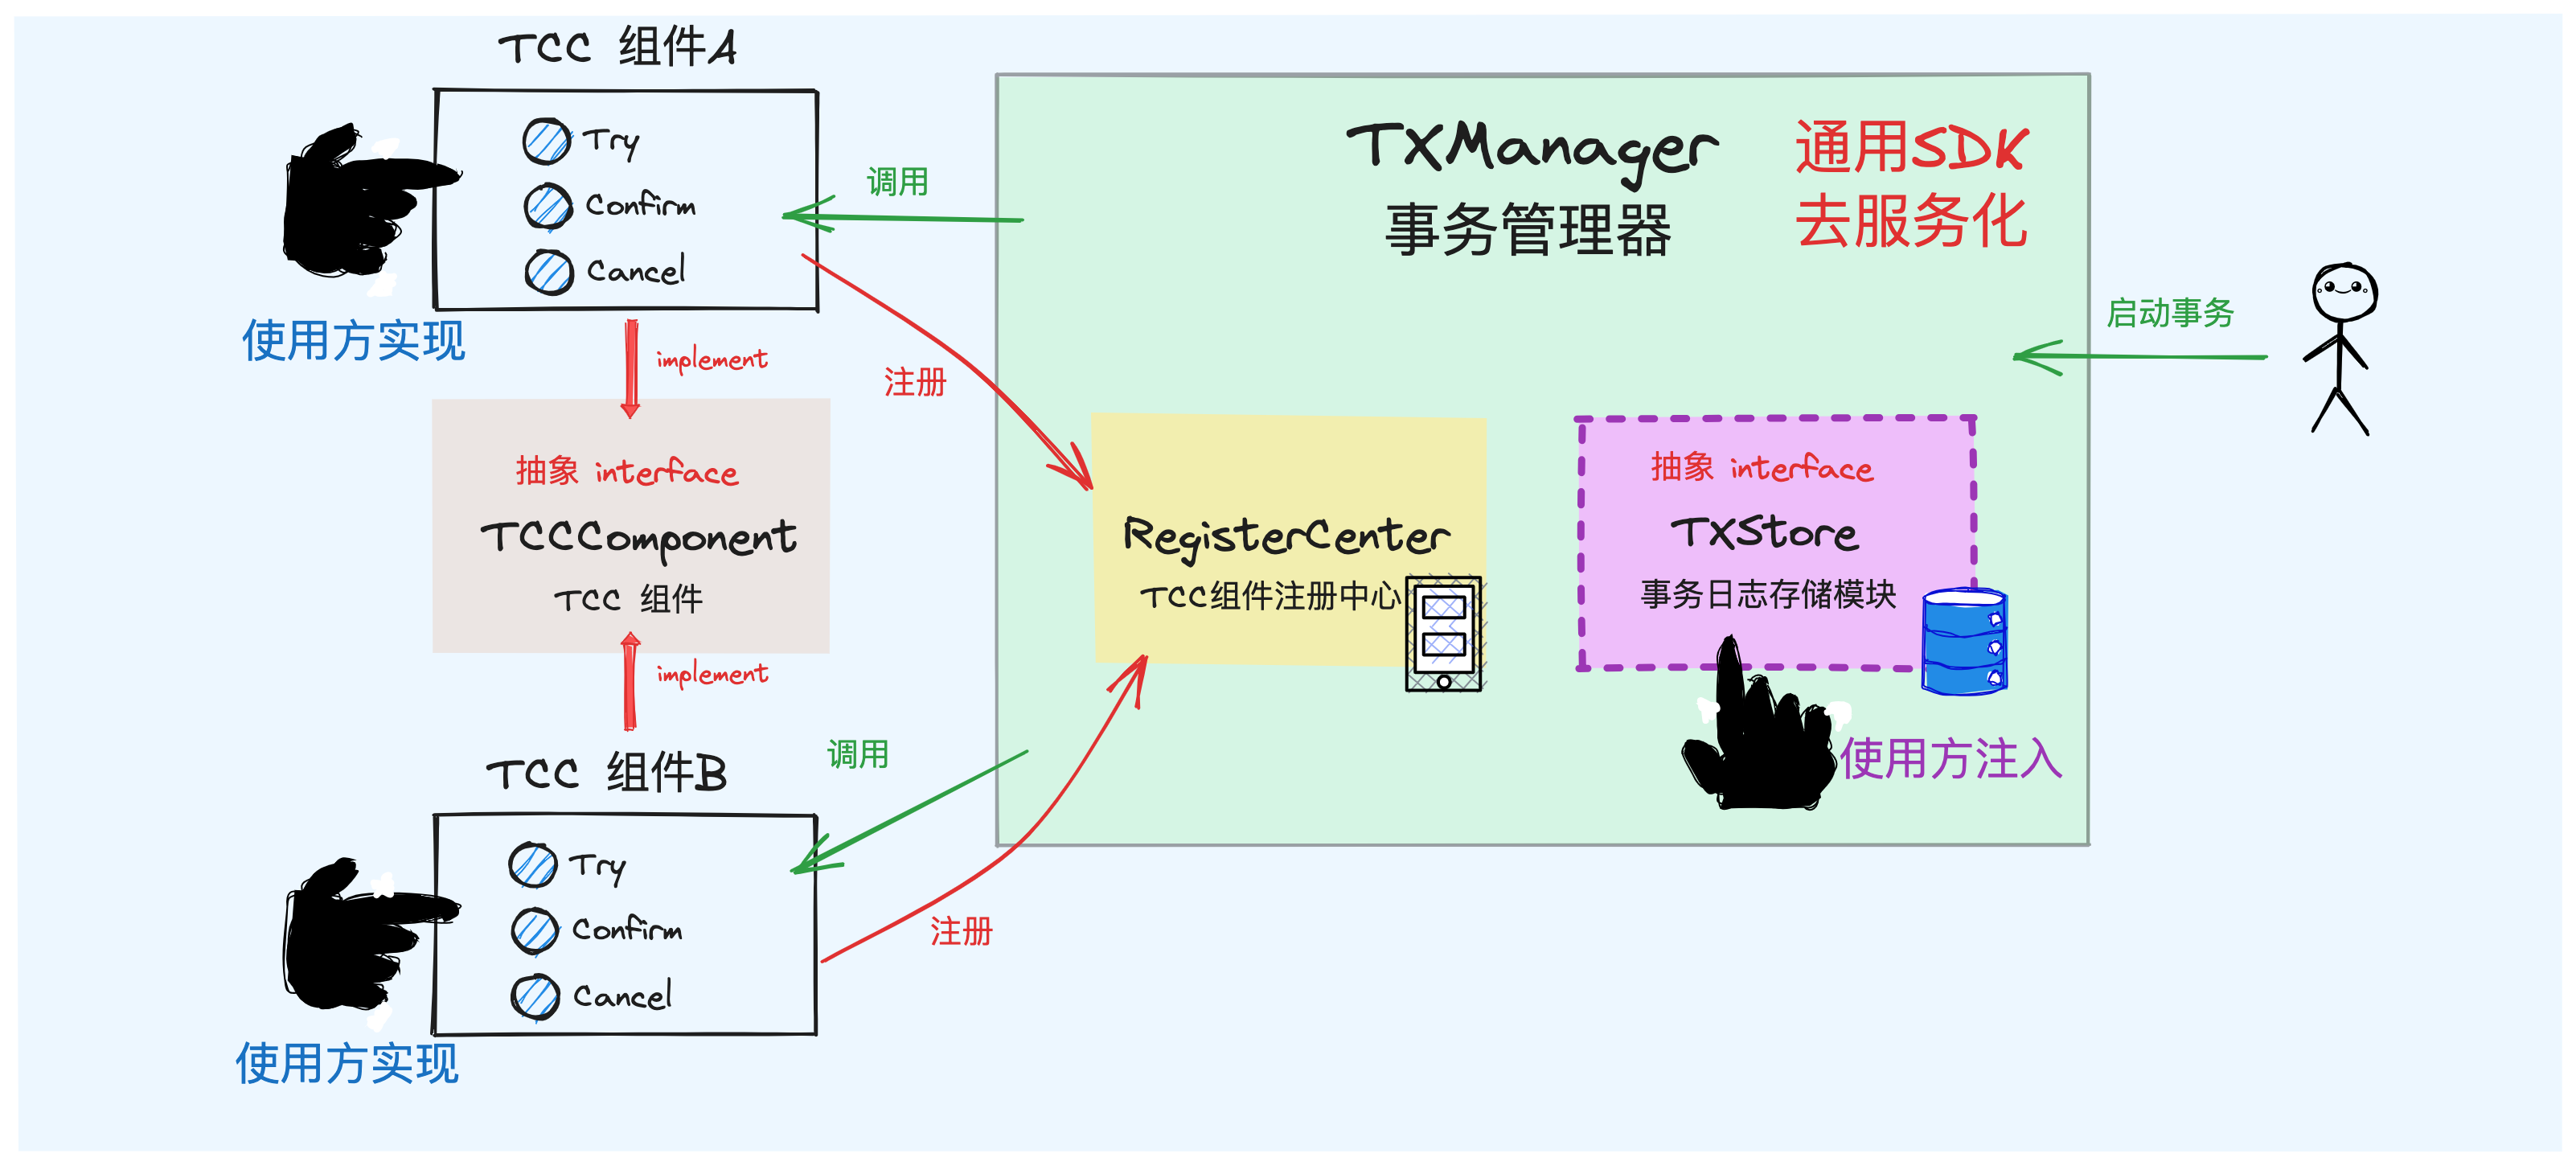 TCC 组件A
Try
Confirm
Cancel
使用方实现
implement
抽象 interface
TCCComponent
TCC 组件
implement
TCC 组件B
Try
Confirm
Cancel
使用方实现
调用
注册
调用
注册
TXManager
事务管理器
通用SDK
去服务化
RegisterCenter
TCC组件注册中心
抽象 interface
TXStore
事务日志存储模块
使用方注入
启动事务